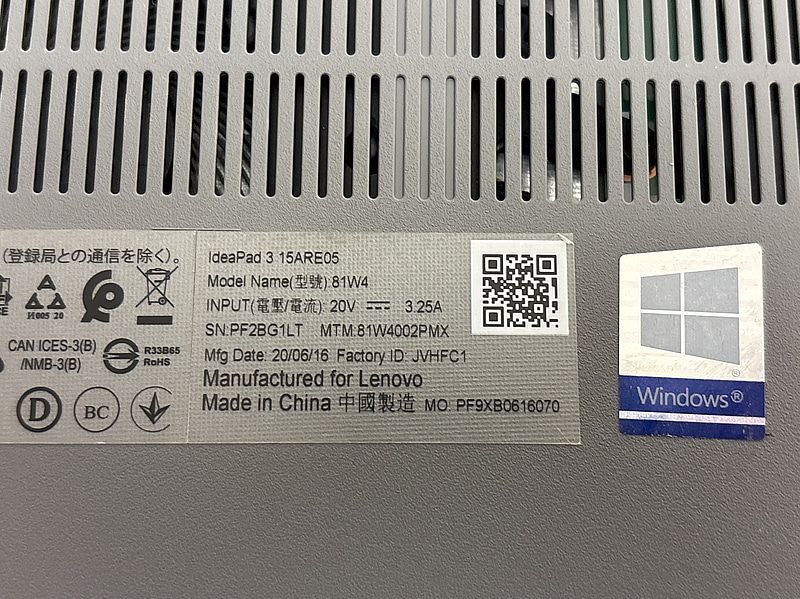 (登録局との通信を除く)。
IdeaPad 3 15ARE05
Model Name(型號):81W4
INPUT(電壓/電流): 20V ⎓ 3.25A
SN:PF2BG1LT MTM:81W4002PMX
Mfg Date: 20/06/16 Factory ID: JVHFC1
Manufactured for Lenovo
Made in China 中國製造 MO: PF9XB0616070
И005 20
CAN ICES-3(B)
/NMB-3(B)
R33B65
RoHS
D
BC
Windows®